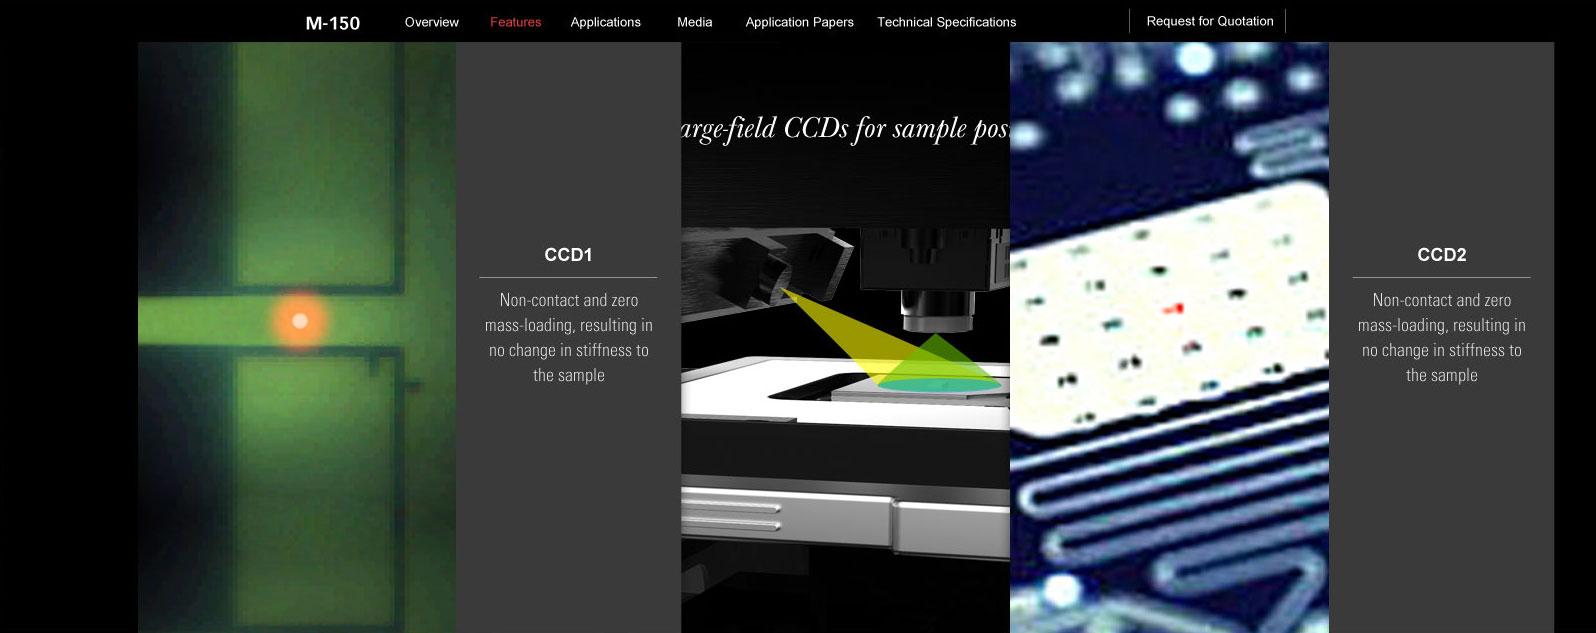 M-150
Overview
Features
Applications
Media
Application Papers
Technical Specifications
Request for Quotation
arge-field CCDs for sample pos
CCD1
Non-contact and zero
mass-loading, resulting in
no change in stiffness to
the sample
CCD2
Non-contact and zero
mass-loading, resulting in
no change in stiffness to
the sample